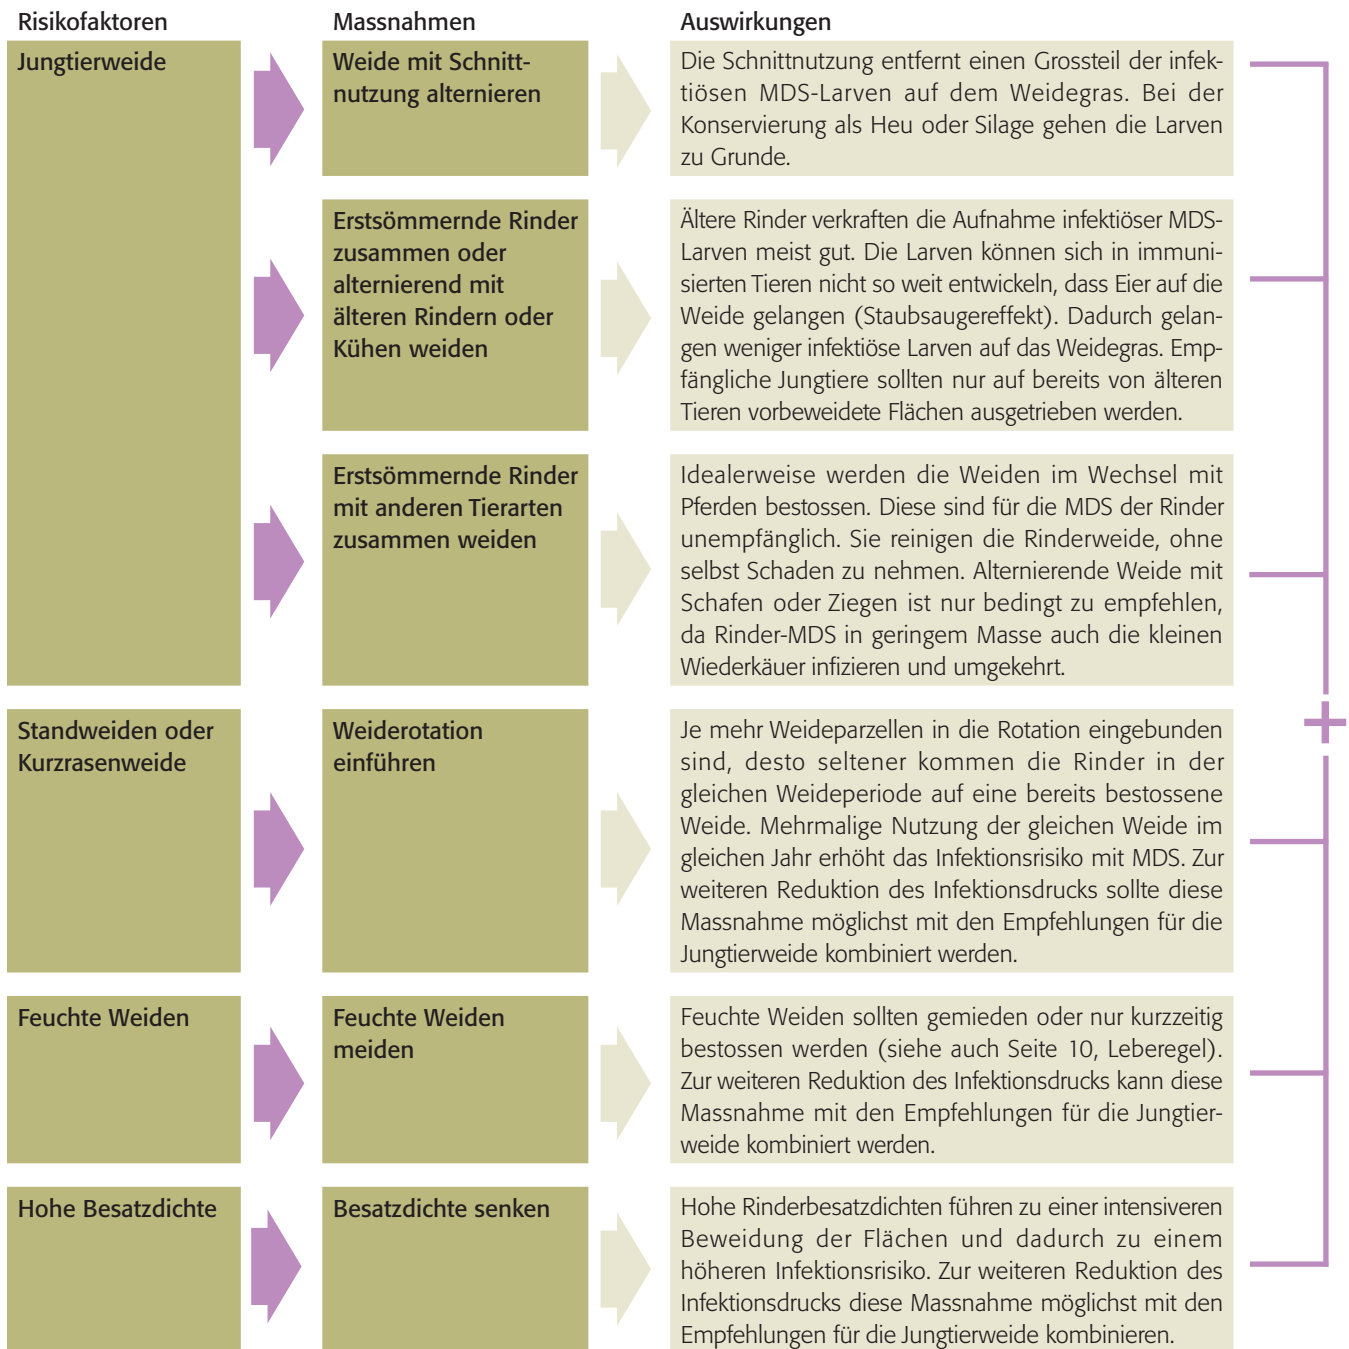 Risikofaktoren
Massnahmen
Auswirkungen
Jungtierweide
Weide mit Schnitt-
nutzung alternieren
Die Schnittnutzung entfernt einen Grossteil der infek-
tiösen MDS-Larven auf dem Weidegras. Bei der
Konservierung als Heu oder Silage gehen die Larven
zu Grunde.
Erstsömmernde Rinder
zusammen oder
alternierend mit
älteren Rindern oder
Kühen weiden
Ältere Rinder verkraften die Aufnahme infektiöser MDS-
Larven meist gut. Die Larven können sich in immuni-
sierten Tieren nicht so weit entwickeln, dass Eier auf die
Weide gelangen (Staubsaugereffekt). Dadurch gelan-
gen weniger infektiöse Larven auf das Weidegras. Emp-
fängliche Jungtiere sollten nur auf bereits von älteren
Tieren vorbeweidete Flächen ausgetrieben werden.
Erstsömmernde Rinder
mit anderen Tierarten
zusammen weiden
Idealerweise werden die Weiden im Wechsel mit
Pferden bestossen. Diese sind für die MDS der Rinder
unempfänglich. Sie reinigen die Rinderweide, ohne
selbst Schaden zu nehmen. Alternierende Weide mit
Schafen oder Ziegen ist nur bedingt zu empfehlen,
da Rinder-MDS in geringem Masse auch die kleinen
Wiederkäuer infizieren und umgekehrt.
Standweiden oder
Kurzrasenweide
Weiderotation
einführen
Je mehr Weideparzellen in die Rotation eingebunden
sind, desto seltener kommen die Rinder in der
gleichen Weideperiode auf eine bereits bestossene
Weide. Mehrmalige Nutzung der gleichen Weide im
gleichen Jahr erhöht das Infektionsrisiko mit MDS. Zur
weiteren Reduktion des Infektionsdrucks sollte diese
Massnahme möglichst mit den Empfehlungen für die
Jungtierweide kombiniert werden.
+
Feuchte Weiden
Feuchte Weiden
meiden
Feuchte Weiden sollten gemieden oder nur kurzzeitig
bestossen werden (siehe auch Seite 10, Leberegel).
Zur weiteren Reduktion des Infektionsdrucks kann diese
Massnahme mit den Empfehlungen für die Jungtier-
weide kombiniert werden.
Hohe Besatzdichte
Besatzdichte senken
Hohe Rinderbesatzdichten führen zu einer intensiveren
Beweidung der Flächen und dadurch zu einem
höheren Infektionsrisiko. Zur weiteren Reduktion des
Infektionsdrucks diese Massnahme möglichst mit den
Empfehlungen für die Jungtierweide kombinieren.